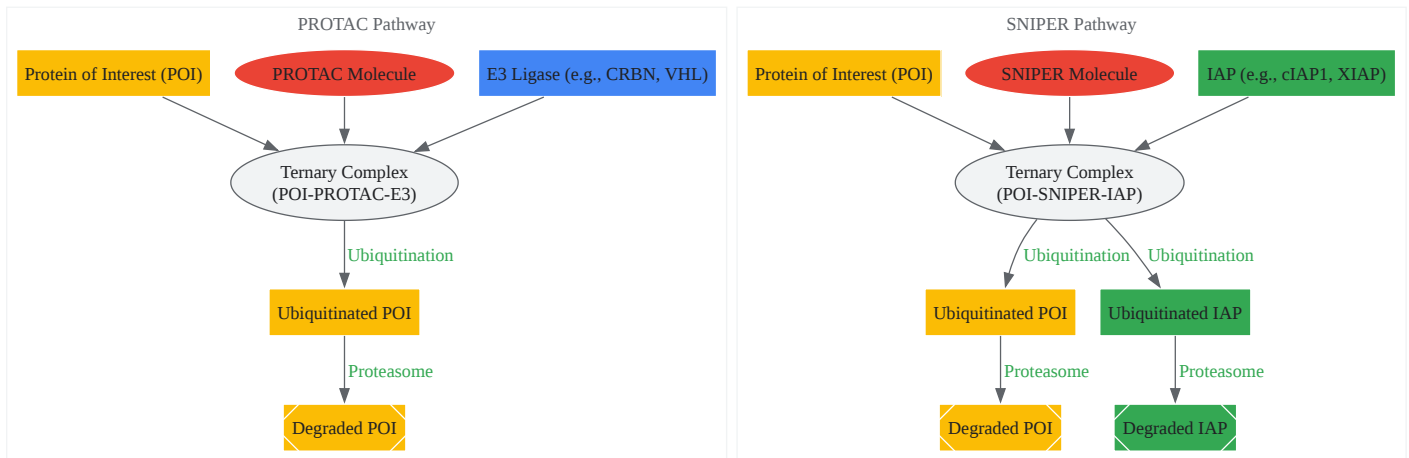 PROTAC Pathway
Protein of Interest (POI)
PROTAC Molecule
E3 Ligase (e.g., CRBN, VHL)
Ternary Complex
(POI-PROTAC-E3)
Ubiquitination
Ubiquitinated POI
Proteasome
Degraded POI
SNIPER Pathway
Protein of Interest (POI)
SNIPER Molecule
IAP (e.g., cIAP1, XIAP)
Ternary Complex
(POI-SNIPER-IAP)
Ubiquitination
Ubiquitination
Ubiquitinated POI
Ubiquitinated IAP
Proteasome
Proteasome
Degraded POI
Degraded IAP